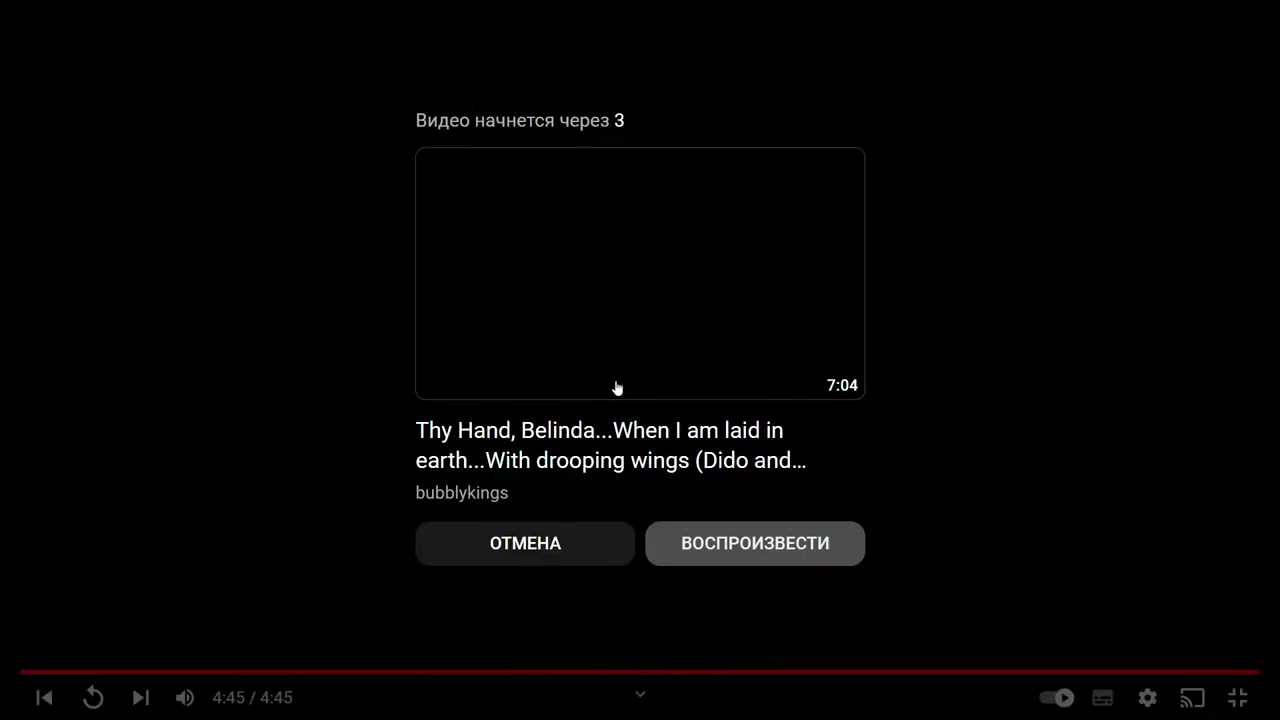 Видео начнется через 3
7:04
Thy Hand, Belinda...When I am laid in
earth...With drooping wings (Dido and...
bubblykings
ОТМЕНА
ВОСПРОИЗВЕСТИ
4:45 / 4:45